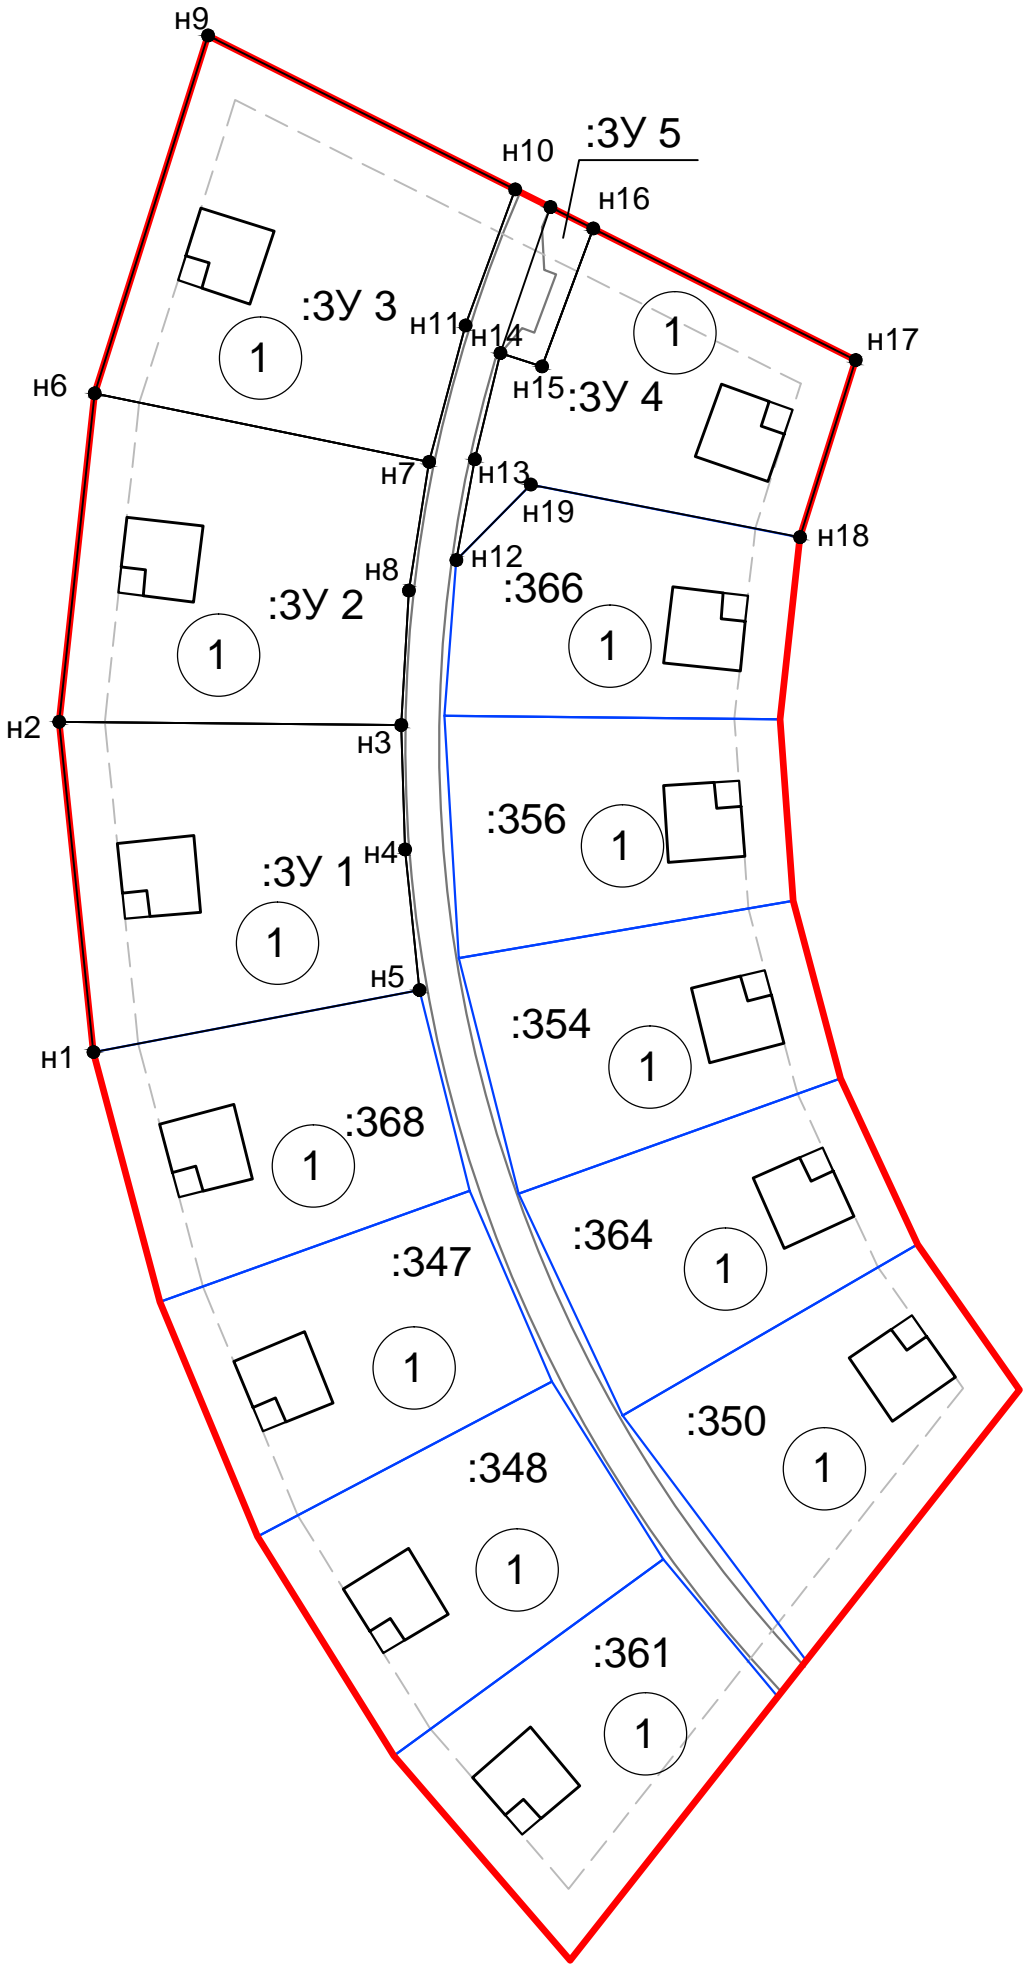 н9
:ЗУ 5
н10
н16
:ЗУ 3
н11
н14
1
н17
1
н15
:ЗУ 4
н6
н7
н13
н19
н18
н12
н8
:366
:ЗУ 2
1
1
н2
н3
:356
1
н4
:ЗУ 1
1
н5
:354
н1
1
:368
1
:364
:347
1
1
:350
:348
1
1
:361
1